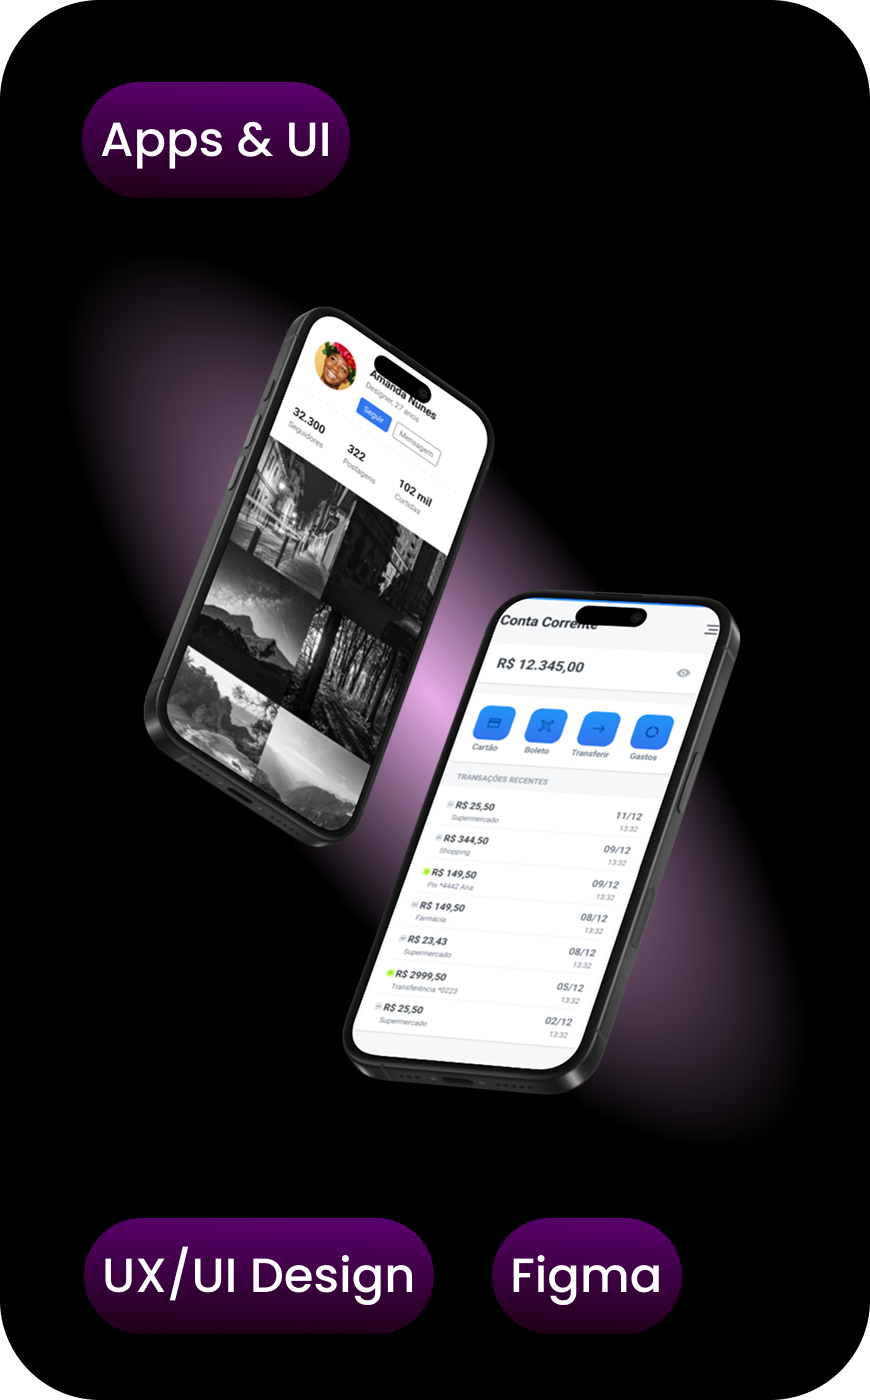 Apps & UI
Amanda Nunes
Designer, 27 anos
Seguir
Mensagem
32.300
Seguidores
322
Postagens
102 mil
Curtidas
Conta Corrente
R$ 12.345,00
Cartão
Boleto
Transferir
Gastos
TRANSAÇÕES RECENTES
R$ 25,50
11/12
Supermercado
13:32
R$ 344,50
09/12
Shopping
13:32
R$ 149,50
09/12
Pix *4442 Ana
13:32
R$ 149,50
08/12
Farmácia
13:32
R$ 23,43
08/12
Supermercado
13:32
R$ 2999,50
05/12
Transferência *0223
13:32
R$ 25,50
02/12
Supermercado
13:32
UX/UI Design
Figma